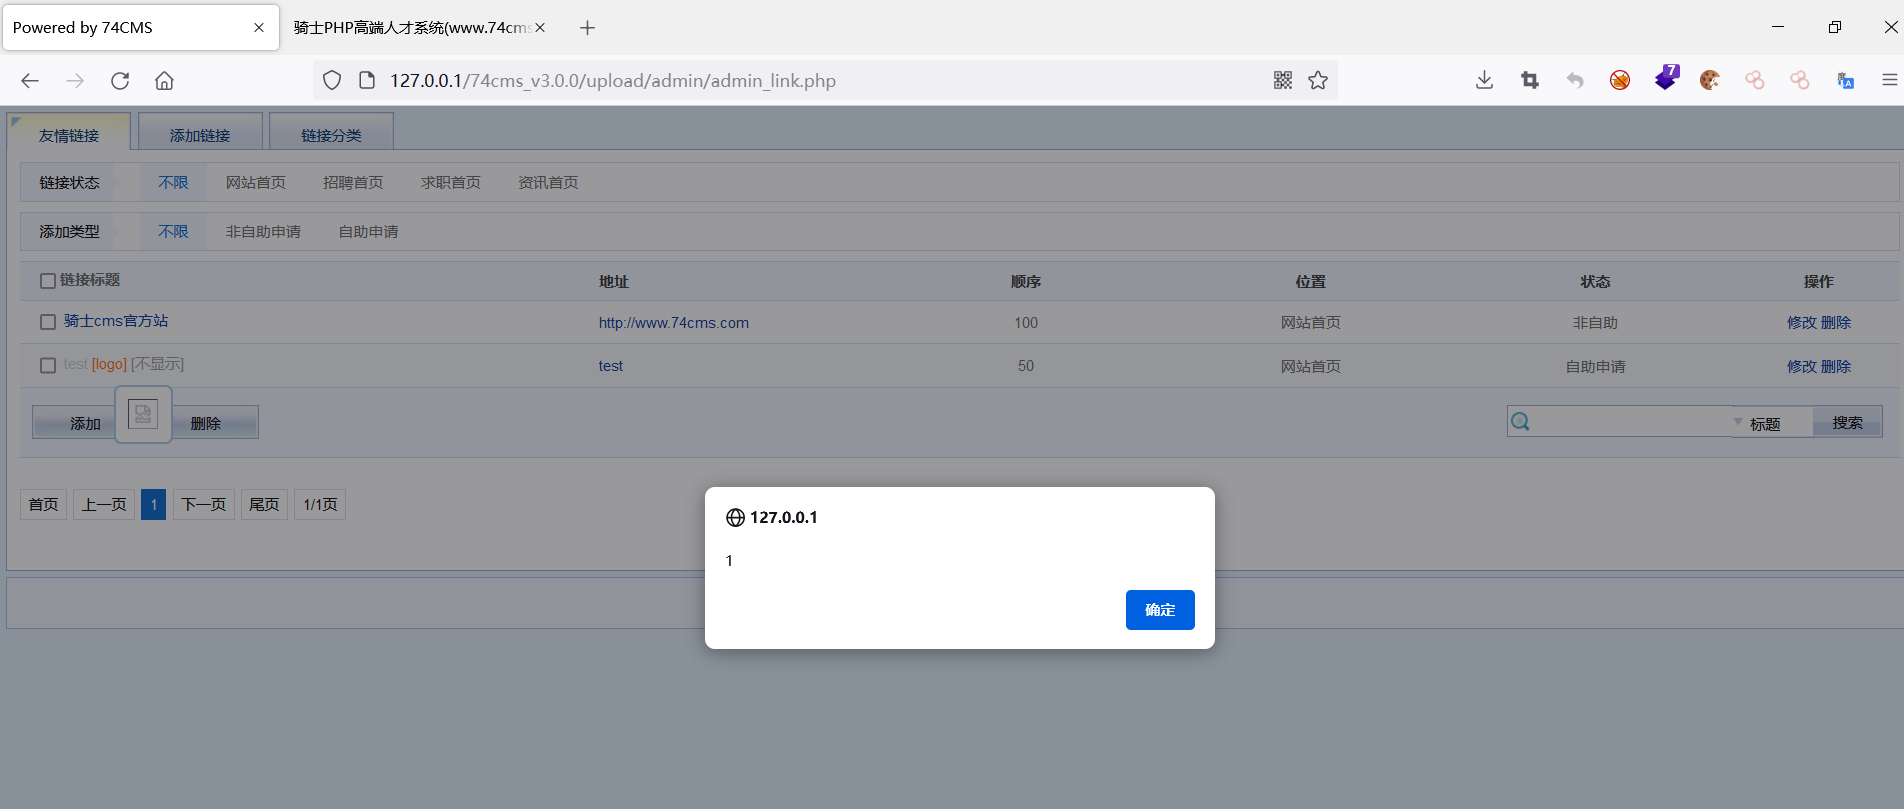 Powered by 74CMS 骑士PHP高端人才系统(www.74cms
127.0.0.1/74cms_v3.0.0/upload/admin/admin_link.php 7
友情链接 添加链接 链接分类
链接状态 不限 网站首页 招聘首页 求职首页 资讯首页
添加类型 不限 非自助申请 自助申请
链接标题 地址 顺序 位置 状态 操作
骑士cms官方站 http://www.74cms.com 100 网站首页 非自助 修改 删除
test [logo] [不显示] test 50 网站首页 自助申请 修改 删除
添加 删除 标题 搜索
首页 上一页 1 下一页 尾页 1/1页
127.0.0.1
1
确定